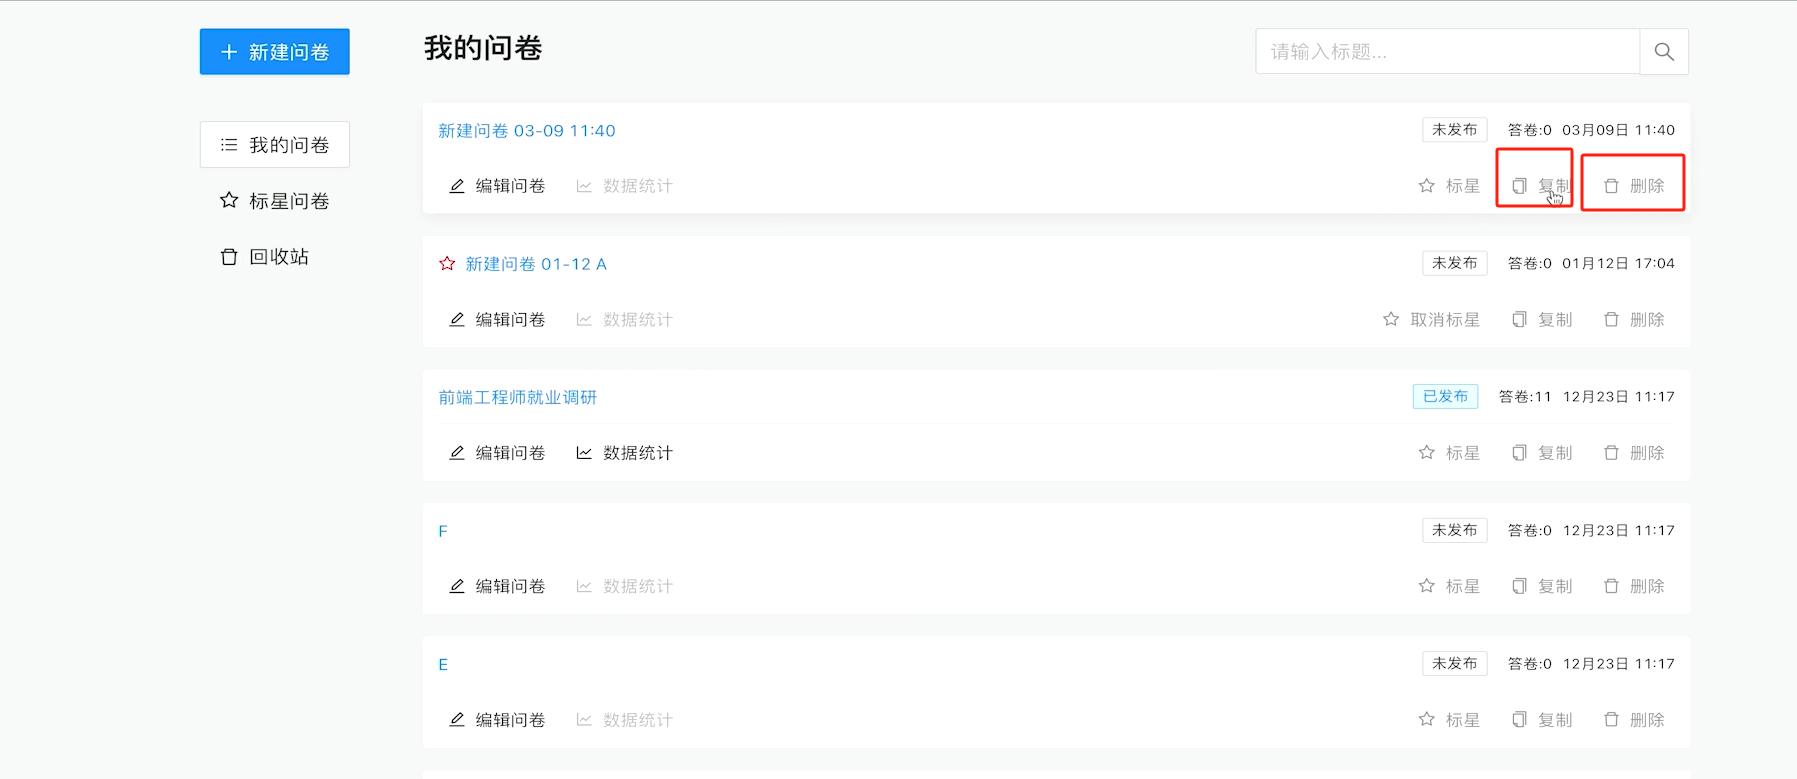 新建问卷
我的问卷
请输入标题...
我的问卷
标星问卷
回收站
新建问卷 03-09 11:40
未发布 答卷:0 03月09日 11:40
编辑问卷 数据统计 标星 复制 删除
新建问卷 01-12 A
未发布 答卷:0 01月12日 17:04
编辑问卷 数据统计 取消标星 复制 删除
前端工程师就业调研
已发布 答卷:11 12月23日 11:17
编辑问卷 数据统计 标星 复制 删除
F
未发布 答卷:0 12月23日 11:17
编辑问卷 数据统计 标星 复制 删除
E
未发布 答卷:0 12月23日 11:17
编辑问卷 数据统计 标星 复制 删除